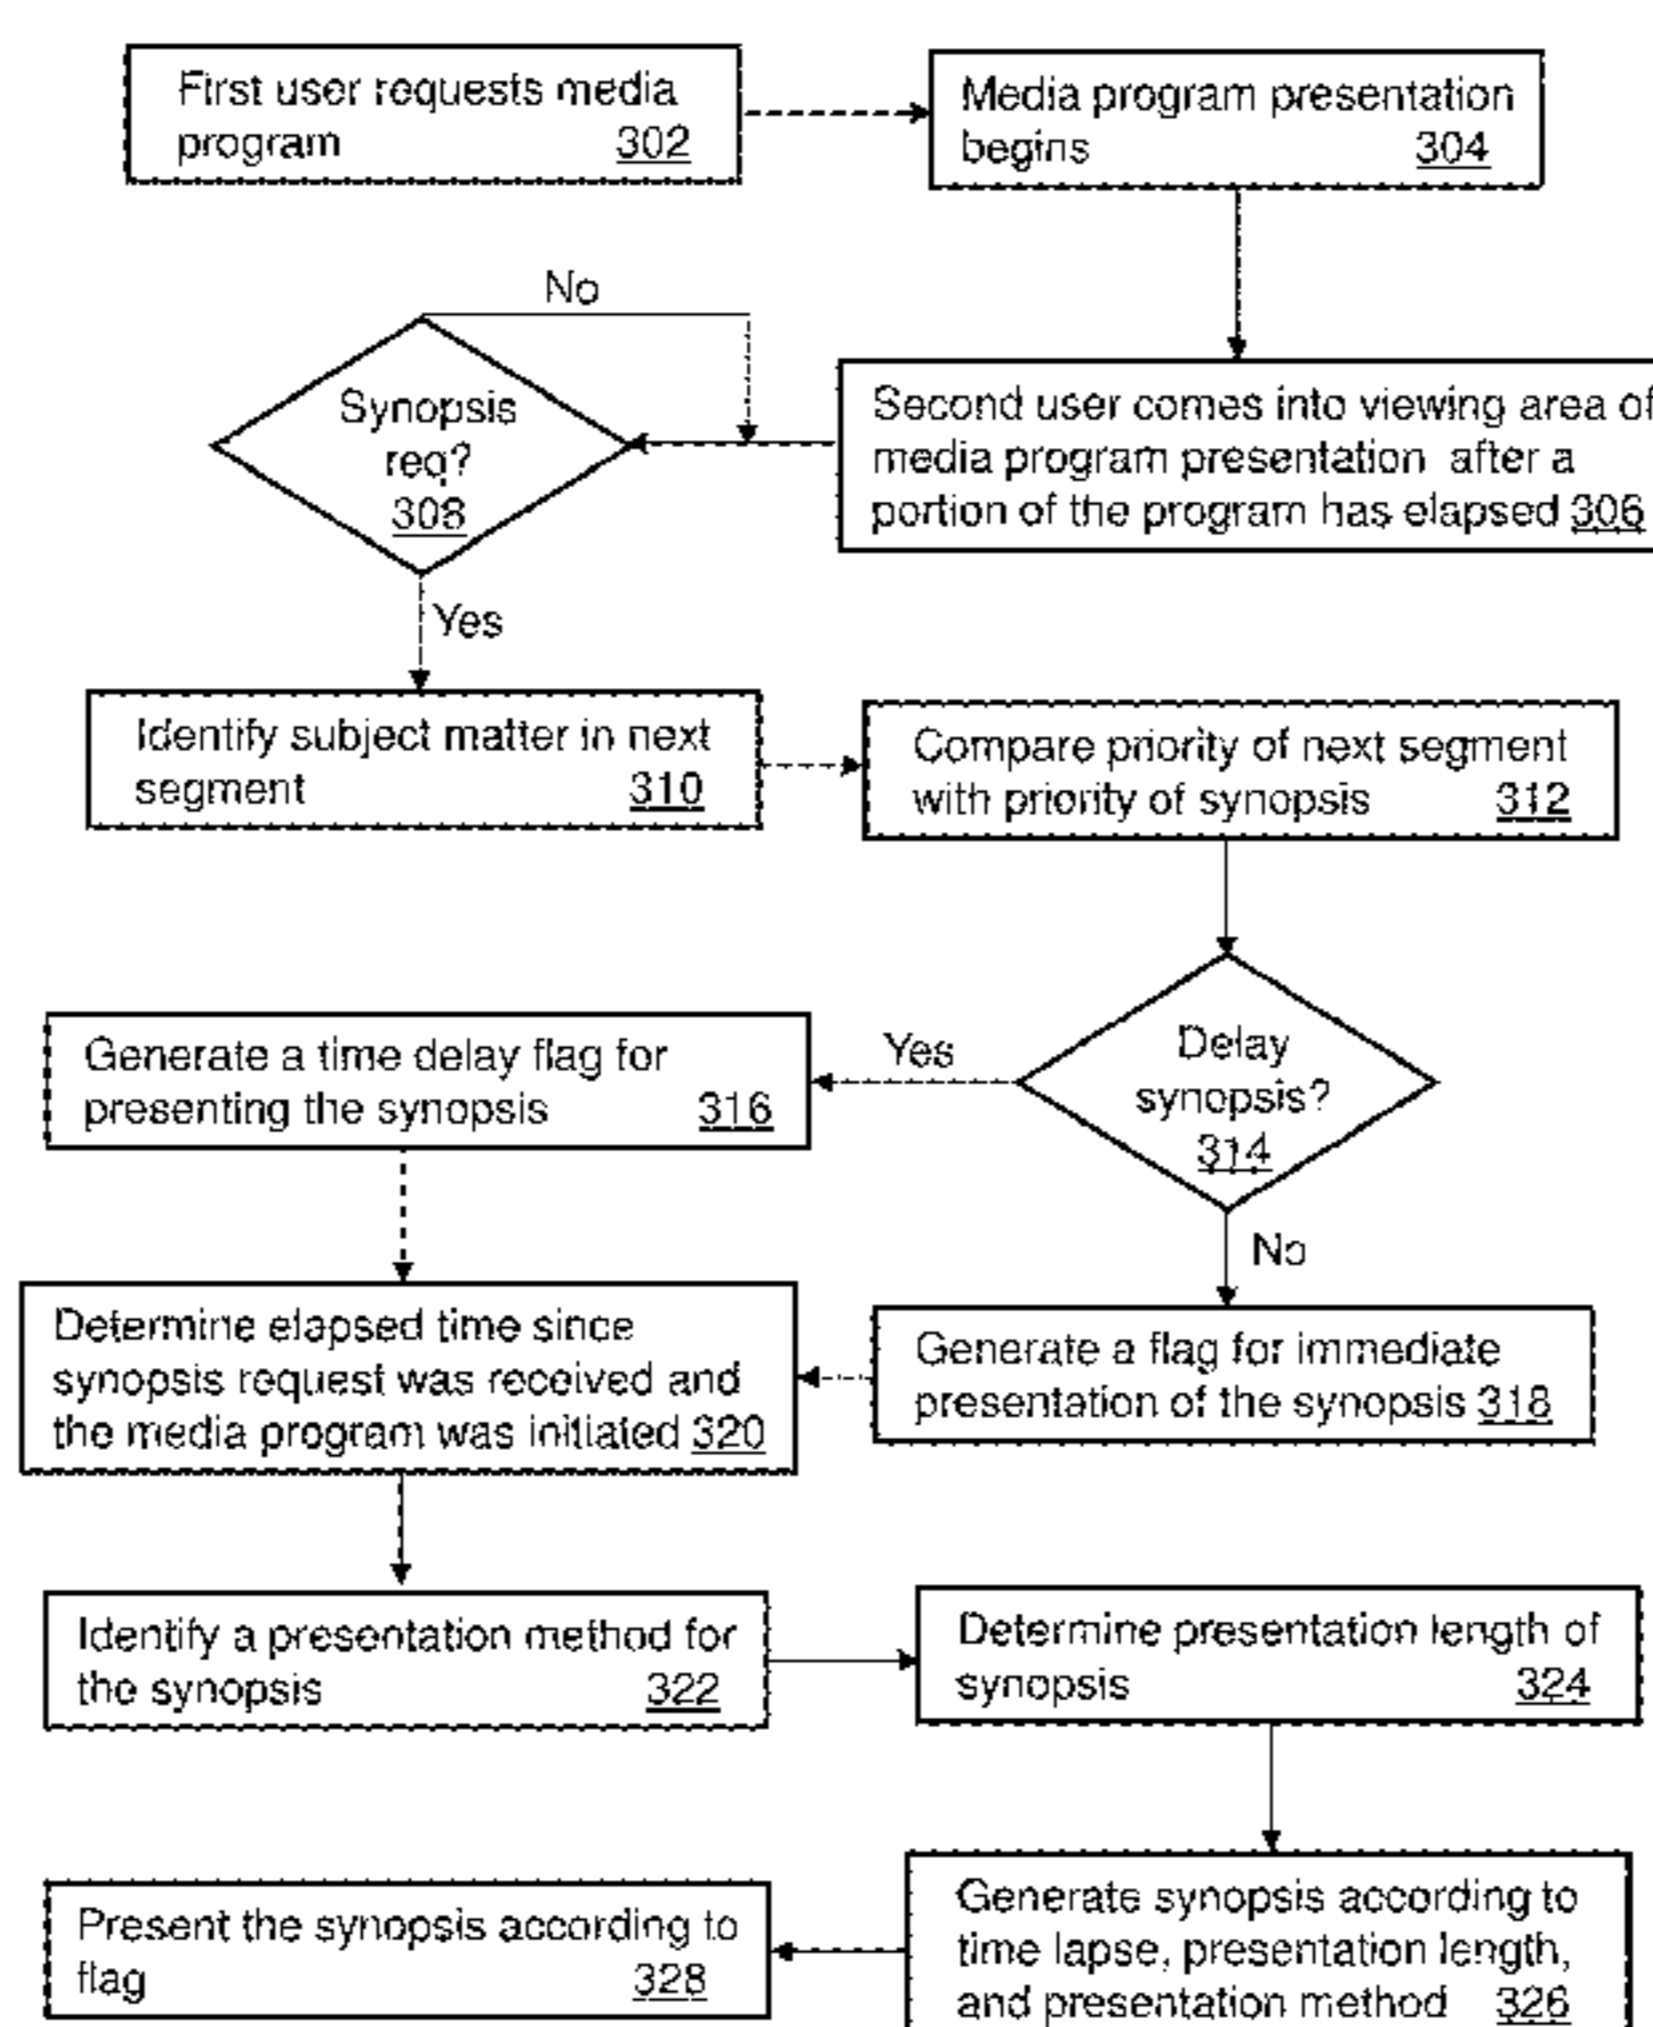 First user requests media
program 302
Media program presentation
begins 304
No
Synopsis
req?
308
Second user comes into viewing area of
media program presentation after a
portion of the program has elapsed 306
Yes
Identify subject matter in next
segment 310
Compare priority of next segment
with priority of synopsis 312
Delay
synopsis?
314
Yes
Generate a time delay flag for
presenting the synopsis 316
No
Generate a flag for immediate
presentation of the synopsis 318
Determine elapsed time since
synopsis request was received and
the media program was initiated 320
Identify a presentation method for
the synopsis 322
Determine presentation length of
synopsis 324
Generate synopsis according to
time lapse, presentation length,
and presentation method 326
Present the synopsis according to
flag 328